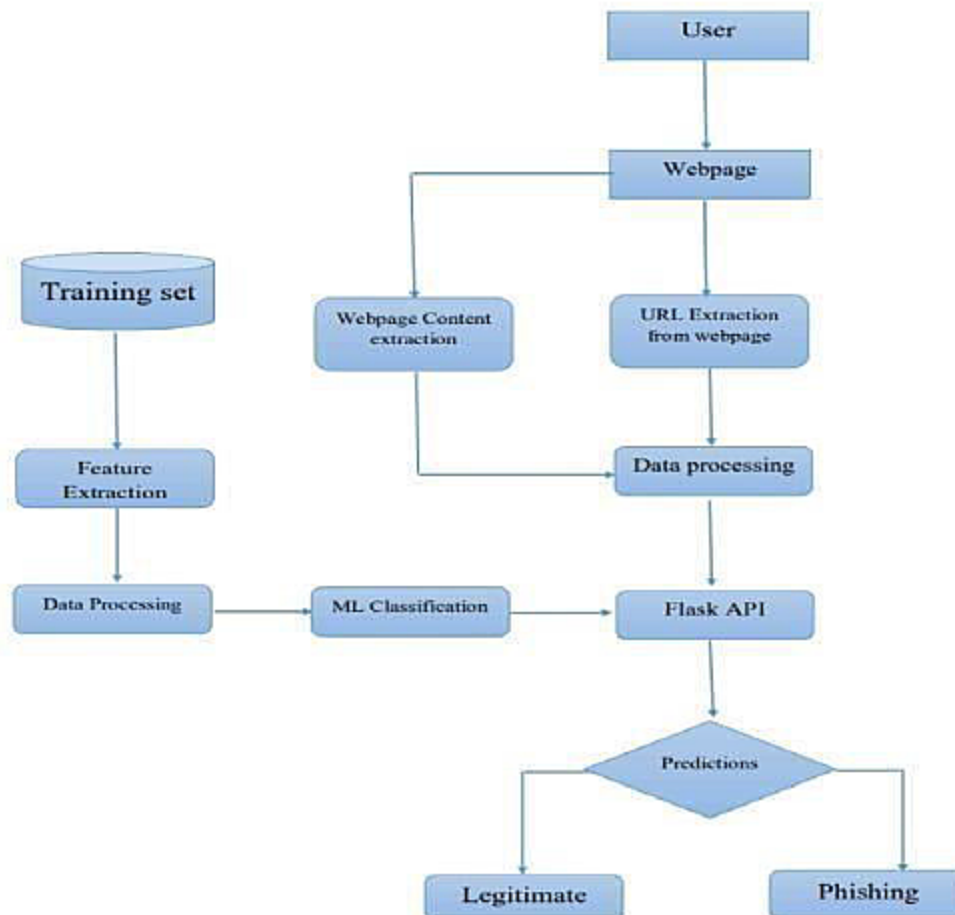 User
Webpage
Training set
Webpage Content
extraction
URL Extraction
from webpage
Feature
Extraction
Data processing
Data Processing
ML Classification
Flask API
Predictions
Legitimate
Phishing